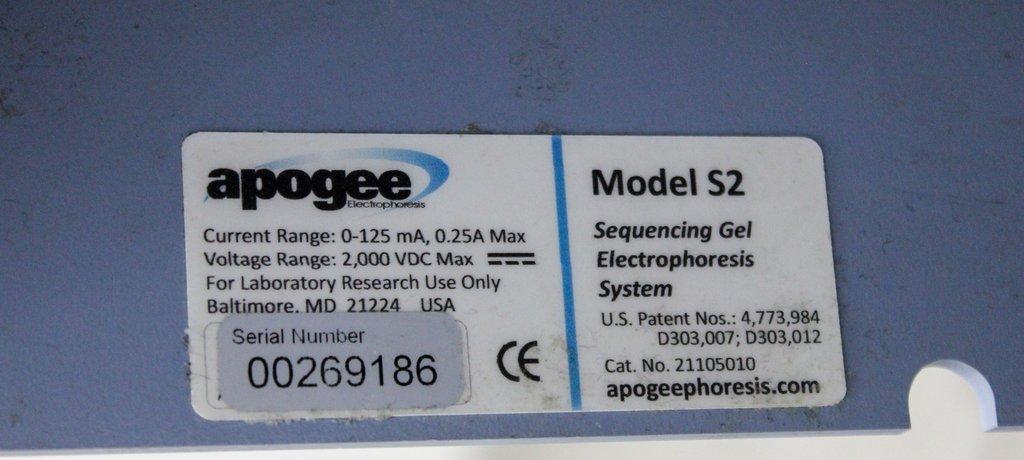 apogee
Electrophoresis
Current Range: 0-125 mA, 0.25A Max
Voltage Range: 2,000 VDC Max
For Laboratory Research Use Only
Baltimore, MD 21224 USA
Serial Number
00269186
CE
Model S2
Sequencing Gel
Electrophoresis
System
U.S. Patent Nos.: 4,773,984
D303,007; D303,012
Cat. No. 21105010
apogeephoresis.com